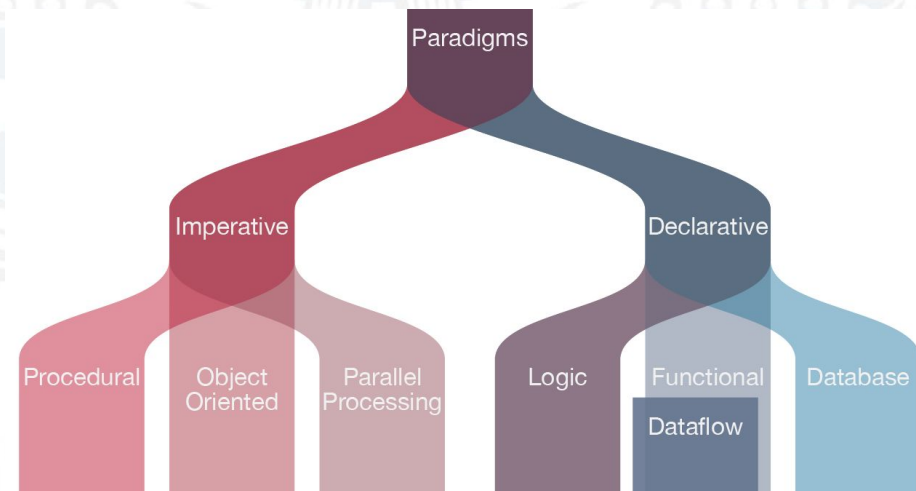 Paradigms
Imperative
Declarative
Procedural
Object
Oriented
Parallel
Processing
Logic
Functional
Database
Dataflow